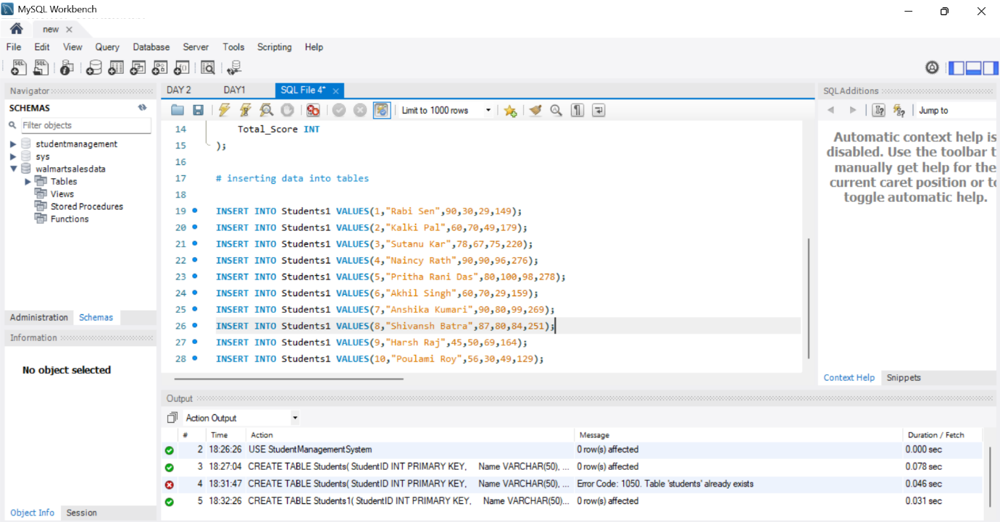 MySQL Workbench
new
File Edit View Query Database Server Tools Scripting Help
Navigator
SCHEMAS
Filter objects
studentmanagement
sys
walmartsalesdata
Tables
Views
Stored Procedures
Functions
Administration Schemas
Information
No object selected
Object Info Session
DAY 2 DAY1 SQL File 4*
Limit to 1000 rows
14 Total_Score INT
15 );
16
17 # inserting data into tables
18
19 INSERT INTO Students1 VALUES(1,"Rabi Sen",90,30,29,149);
20 INSERT INTO Students1 VALUES(2,"Kalki Pal",60,70,49,179);
21 INSERT INTO Students1 VALUES(3,"Sutanu Kar",78,67,75,220);
22 INSERT INTO Students1 VALUES(4,"Naincy Rath",90,90,96,276);
23 INSERT INTO Students1 VALUES(5,"Pritha Rani Das",80,100,98,278);
24 INSERT INTO Students1 VALUES(6,"Akhil Singh",60,70,29,159);
25 INSERT INTO Students1 VALUES(7,"Anshika Kumari",90,80,99,269);
26 INSERT INTO Students1 VALUES(8,"Shivansh Batra",87,80,84,251);
27 INSERT INTO Students1 VALUES(9,"Harsh Raj",45,50,69,164);
28 INSERT INTO Students1 VALUES(10,"Poulami Roy",56,30,49,129);
SQLAdditions
Jump to
Automatic context help is
disabled. Use the toolbar t
manually get help for the
current caret position or to
toggle automatic help.
Context Help Snippets
Output
Action Output
# Time Action Message Duration / Fetch
2 18:26:26 USE StudentManagementSystem 0 row(s) affected 0.000 sec
3 18:27:04 CREATE TABLE Students( StudentID INT PRIMARY KEY, Name VARCHAR(50), ... 0 row(s) affected 0.078 sec
4 18:31:47 CREATE TABLE Students( StudentID INT PRIMARY KEY, Name VARCHAR(50), ... Error Code: 1050. Table 'students' already exists 0.046 sec
5 18:32:26 CREATE TABLE Students1( StudentID INT PRIMARY KEY, Name VARCHAR(50)... 0 row(s) affected 0.031 sec